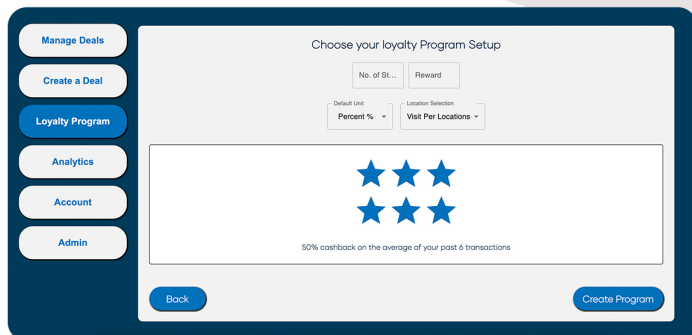 Manage Deals
Create a Deal
Loyalty Program
Analytics
Account
Admin
Choose your loyalty Program Setup
No. of St...
Reward
Default Unit
Percent %
Location Selection
Visit Per Locations
50% cashback on the average of your past 6 transactions
Back
Create Program